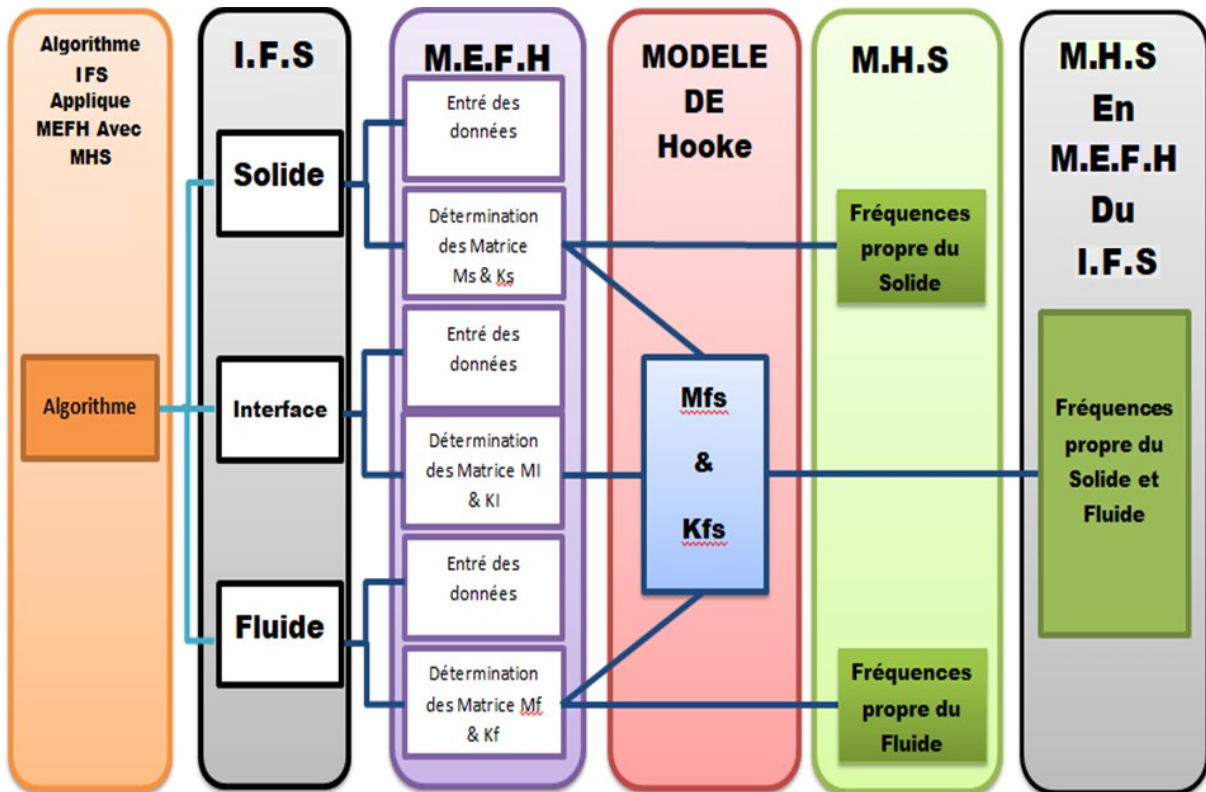 Algorithme
IFS
Applique
MEFH Avec
MHS
Algorithme
I.F.S
Solide
Interface
Fluide
M.E.F.H
Entré des
données
Détermination
des Matrice
Ms & Ks
Entré des
données
Détermination
des Matrice MI
& KI
Entré des
données
Détermination
des Matrice Mf
& Kf
MODELE
DE
Hooke
Mfs
&
Kfs
M.H.S
Fréquences
propre du
Solide
Fréquences
propre du
Fluide
M.H.S
En
M.E.F.H
Du
I.F.S
Fréquences
propre du
Solide et
Fluide